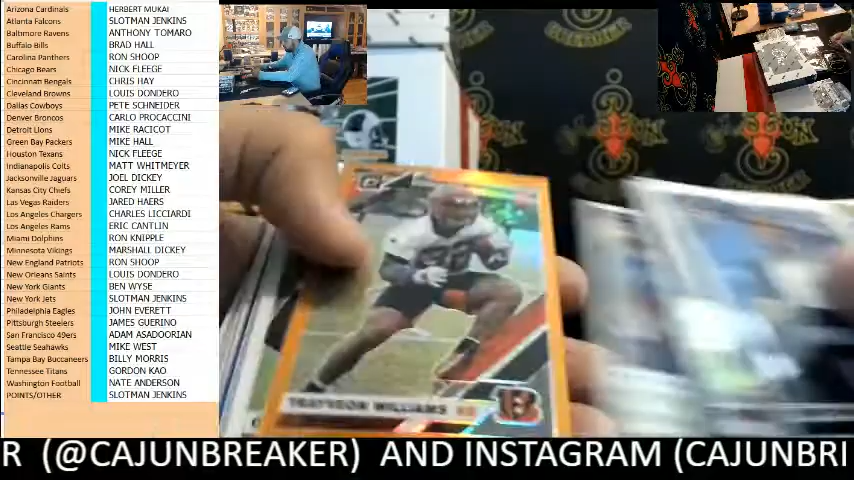 Arizona Cardinals HERBERT MUKAI
Atlanta Falcons SLOTMAN JENKINS
Baltmore Ravens ANTHONY TOMARO
Buffalo Bills BRAD HALL
Carolina Panthers RON SHOOP
Chicago Bears NICK FLEEGE
Cincinnat Bengals CHRIS HAY
Cleveland Browns LOUIS DONDERO
Dallas Cowboys PETE SCHNEIDER
Denver Broncos CARLO PROCACCINI
Detroit Lions MIKE RACICOT
Green Bay Packers MIKE HALL
Houston Texans NICK FLEEGE
Indianapolis Colts MATT WHITMEYER
Jacksonville Jaguars JOEL DICKEY
Kansas City Chiefs COREY MILLER
Las Vegas Raiders JARED HAERS
Los Angeles Chargers CHARLES LICCIARDI
Los Angeles Rams ERIC CANTLIN
Miami Dolphins RON KNIPPLE
Minnesota Vikings MARSHALL DICKEY
New England Patriots RON SHOOP
New Orleans Saints LOUIS DONDERO
New York Giants BEN WYSE
New York Jets SLOTMAN JENKINS
Philadelphia Eagles JOHN EVERETT
Pittsburgh Steelers JAMES GUERINO
San Francisco 49ers ADAM ASADOORIAN
Seattle Seahawks MIKE WEST
Tampa Bay Buccaneers BILLY MORRIS
Tennessee Titans GORDON KAO
Washington Football NATE ANDERSON
POINTS/OTHER SLOTMAN JENKINS
TRAYVEON WILLIAMS
R (@CAJUNBREAKER) AND INSTAGRAM (CAJUNBRI